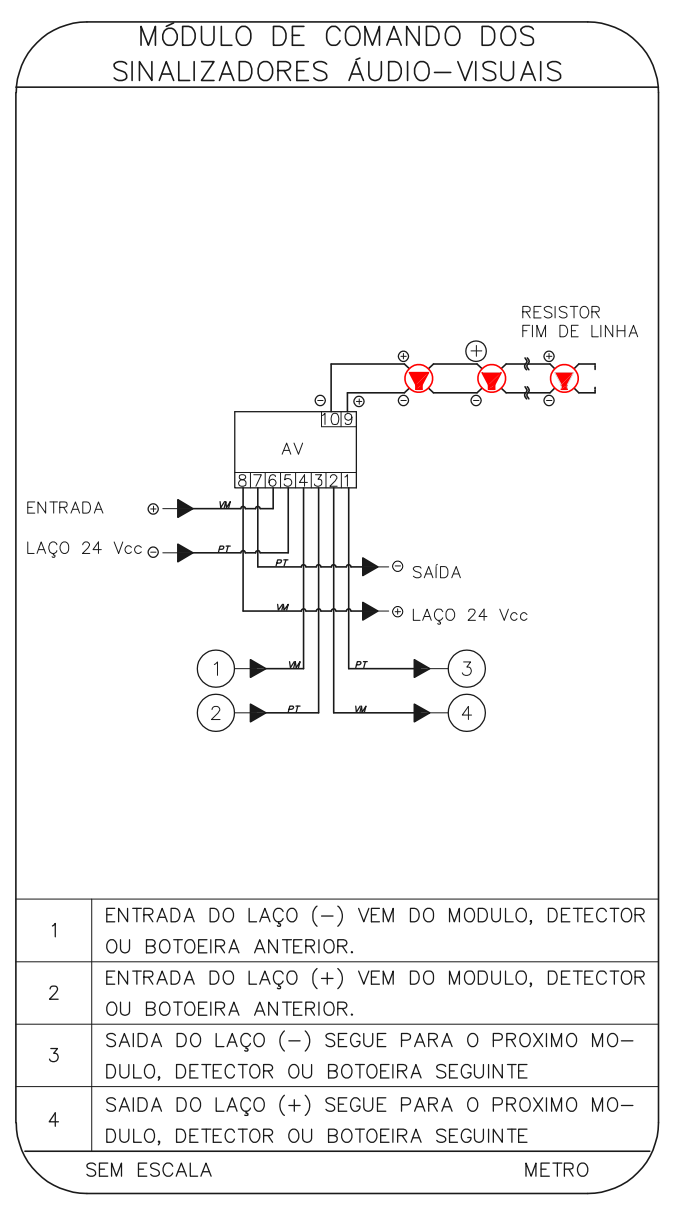 MÓDULO DE COMANDO DOS
SINALIZADORES ÁUDIO-VISUAIS
RESISTOR
FIM DE LINHA
10 9
AV
8 7 6 5 4 3 2 1
ENTRADA
VM
LAÇO 24 Vcc
PT
PT
SAÍDA
VM
LAÇO 24 Vcc
1
VM
PT
3
2
PT
VM
4
1
ENTRADA DO LAÇO (-) VEM DO MODULO, DETECTOR
OU BOTOEIRA ANTERIOR.
2
ENTRADA DO LAÇO (+) VEM DO MODULO, DETECTOR
OU BOTOEIRA ANTERIOR.
3
SAIDA DO LAÇO (-) SEGUE PARA O PROXIMO MO-
DULO, DETECTOR OU BOTOEIRA SEGUINTE
4
SAIDA DO LAÇO (+) SEGUE PARA O PROXIMO MO-
DULO, DETECTOR OU BOTOEIRA SEGUINTE
SEM ESCALA
METRO